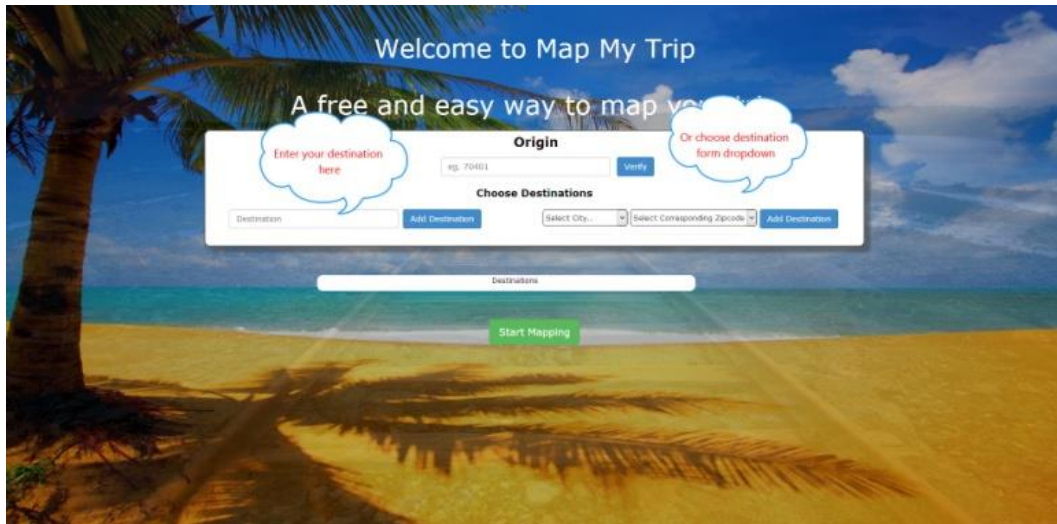 Welcome to Map My Trip
A free and easy way to map
Enter your destination
here
Origin
Or choose destination
form dropdown
eg, 70401
Verify
Choose Destinations
Destination
Add Destination
Select City...
Select Corresponding Zipcode
Add Destination
Destinations
Start Mapping